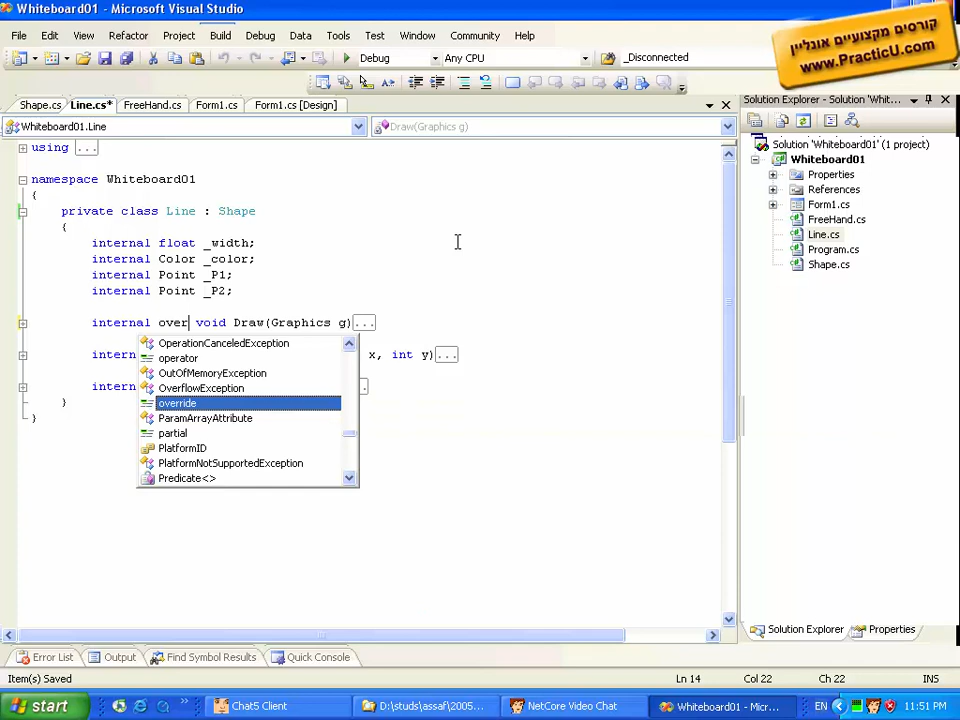 Whiteboard01 - Microsoft Visual Studio
קורסים מקצועיים אונליין
www.PracticU.com
File Edit View Refactor Project Build Debug Data Tools Test Window Community Help
Debug Any CPU _Disconnected
Shape.cs Line.cs* FreeHand.cs Form1.cs Form1.cs [Design]
Solution Explorer - Solution 'Whit...
Whiteboard01.Line Draw(Graphics g)
using ...
namespace Whiteboard01
{
private class Line : Shape
{
internal float _width;
internal Color _color;
internal Point _P1;
internal Point _P2;
internal over void Draw(Graphics g)...
OperationCanceledException
operator
OutOfMemoryException
OverflowException
override
ParamArrayAttribute
partial
PlatformID
PlatformNotSupportedException
Predicate<>
intern x, int y)...
intern
}
}
Solution 'Whiteboard01' (1 project)
Whiteboard01
Properties
References
Form1.cs
FreeHand.cs
Line.cs
Program.cs
Shape.cs
Solution Explorer Properties
Error List Output Find Symbol Results Quick Console
Item(s) Saved Ln 14 Col 22 Ch 22 INS
start Chat5 Client D:\studs\assaf\2005... NetCore Video Chat Whiteboard01 - Micr... EN 11:51 PM